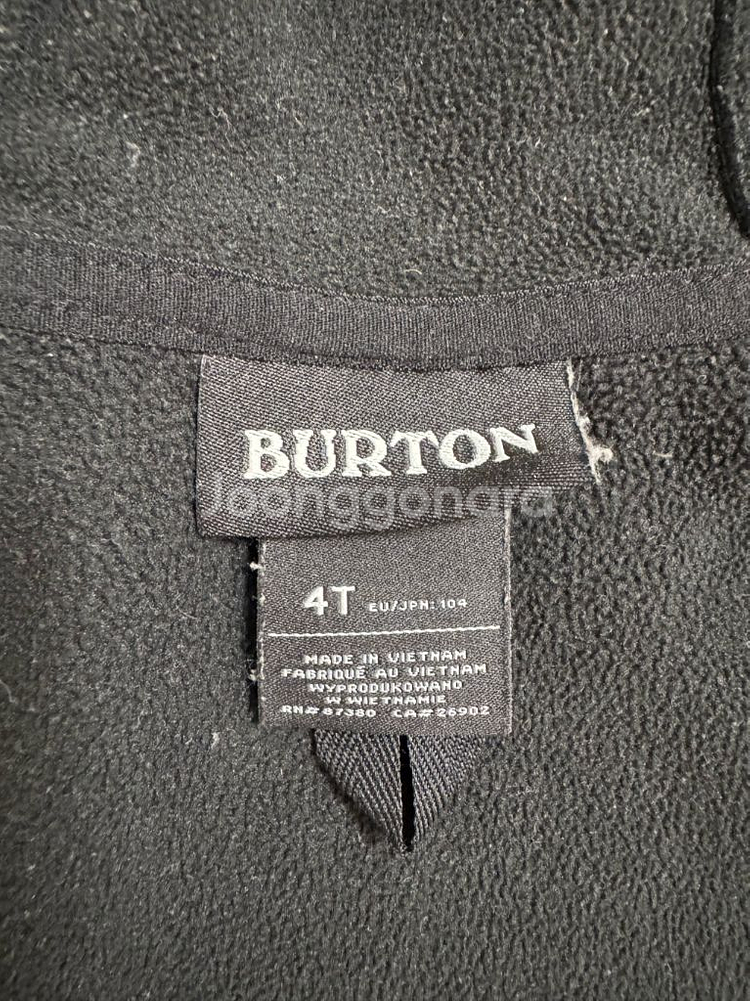 BURTON
Joonggonara
4T EU/JPN: 104
MADE IN VIETNAM
FABRIQUÉ AU VIETNAM
WYPRODUKOWANO
W WIETNAMIE
RN# 87380 CA# 26902